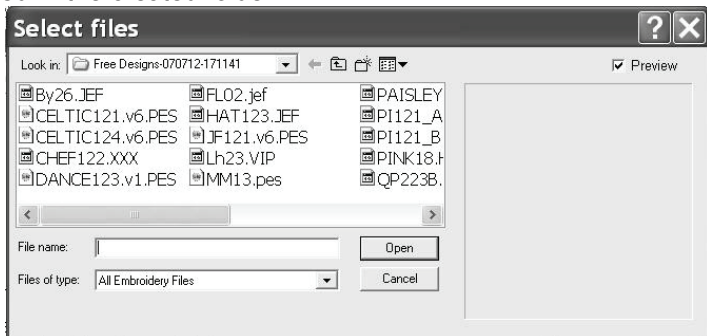 Select files
Look in: Free Designs-070712-171141
Preview
By26.JEF
CELTIC121.v6.PES
CELTIC124.v6.PES
CHEF122.XXX
DANCE123.v1.PES
FL02.jef
HAT123.JEF
JF121.v6.PES
Lh23.VIP
MM13.pes
PAISLEY
PI121_A
PI121_B
PINK18.H
QP223B.
File name:
Open
Files of type: All Embroidery Files
Cancel